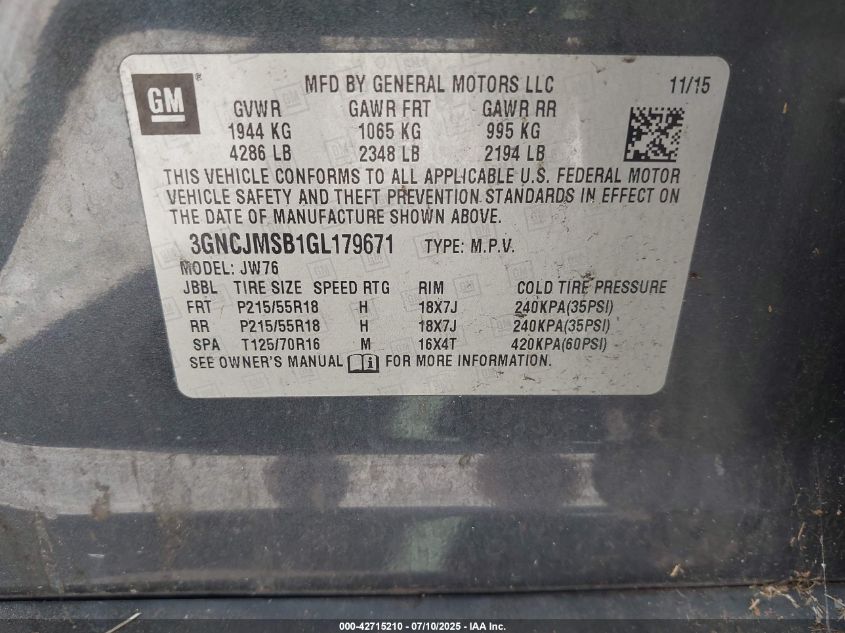 GM ®
MFD BY GENERAL MOTORS LLC 11/15
GVWR GAWR FRT GAWR RR
1944 KG 1065 KG 995 KG
4286 LB 2348 LB 2194 LB
THIS VEHICLE CONFORMS TO ALL APPLICABLE U.S. FEDERAL MOTOR
VEHICLE SAFETY AND THEFT PREVENTION STANDARDS IN EFFECT ON
THE DATE OF MANUFACTURE SHOWN ABOVE.
3GNCJMSB1GL179671 TYPE: M.P.V.
MODEL: JW76
JBBL TIRE SIZE SPEED RTG RIM COLD TIRE PRESSURE
FRT P215/55R18 H 18X7J 240KPA(35PSI)
RR P215/55R18 H 18X7J 240KPA(35PSI)
SPA T125/70R16 M 16X4T 420KPA(60PSI)
SEE OWNER'S MANUAL i FOR MORE INFORMATION.
000-42715210 - 07/10/2025 - IAA Inc.